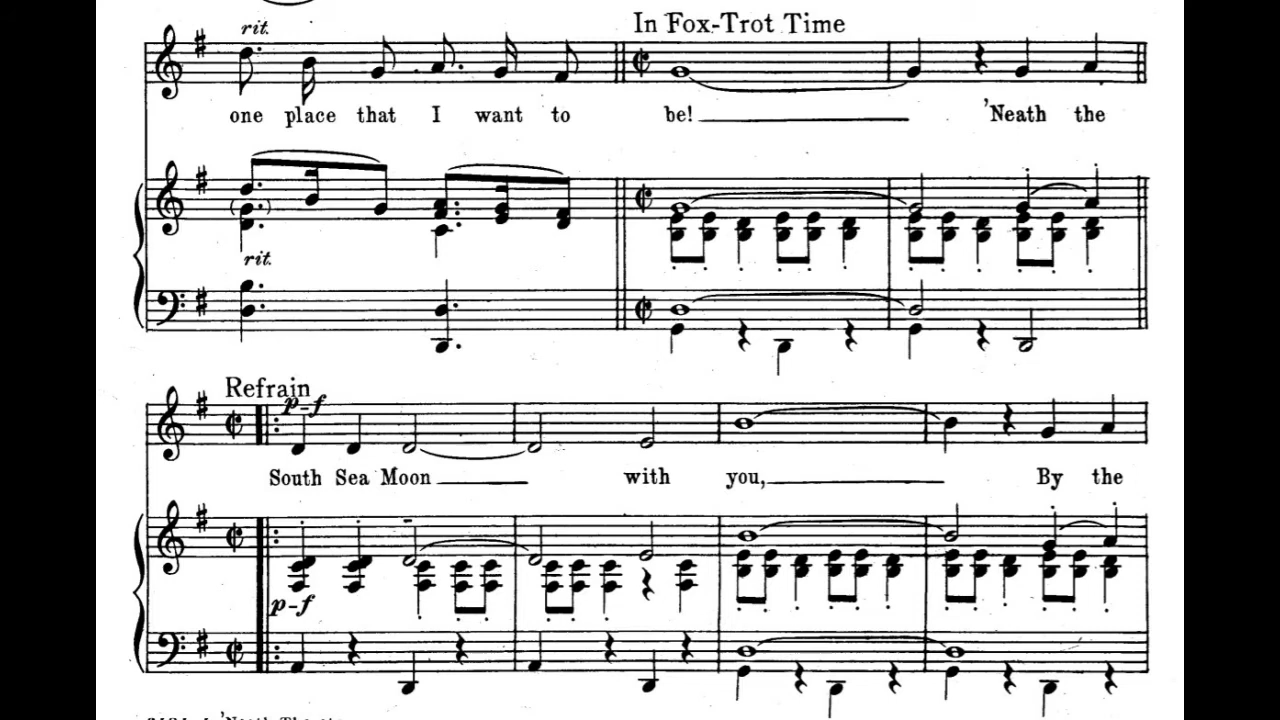 rit.
In Fox-Trot Time
one place that I want to be! 'Neath the
rit.
Refrain
p-f
South Sea Moon with you, By the
p-f